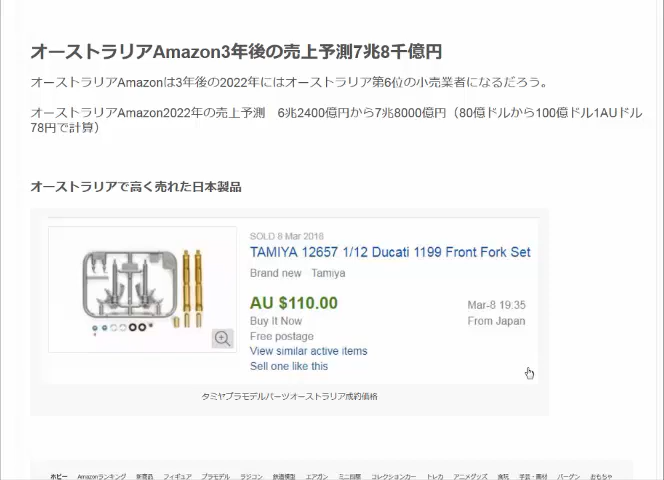 オーストラリアAmazon3年後の売上予測7兆8千億円
オーストラリアAmazonは3年後の2022年にはオーストラリア第6位の小売業者になるだろう。
オーストラリアAmazon2022年の売上予測　6兆2400億円から7兆8000億円（80億ドルから100億ドル1AUドル
78円で計算）
オーストラリアで高く売れた日本製品
SOLD 8 Mar 2016
TAMIYA 12657 1/12 Ducati 1199 Front Fork Set
Brand new Tamiya
AU $110.00 Mar-8 19:35
Buy It Now From Japan
Free postage
View similar active items
Sell one like this
タミヤプラモデルパーツオーストラリア成約価格
ホビー Amazonランキング 新商品 フィギュア プラモデル ラジコン 鉄道模型 エアガン ミニ四駆 コレクションカー トレカ アニメグッズ 食玩 手芸・画材 バーゲン おもちゃ